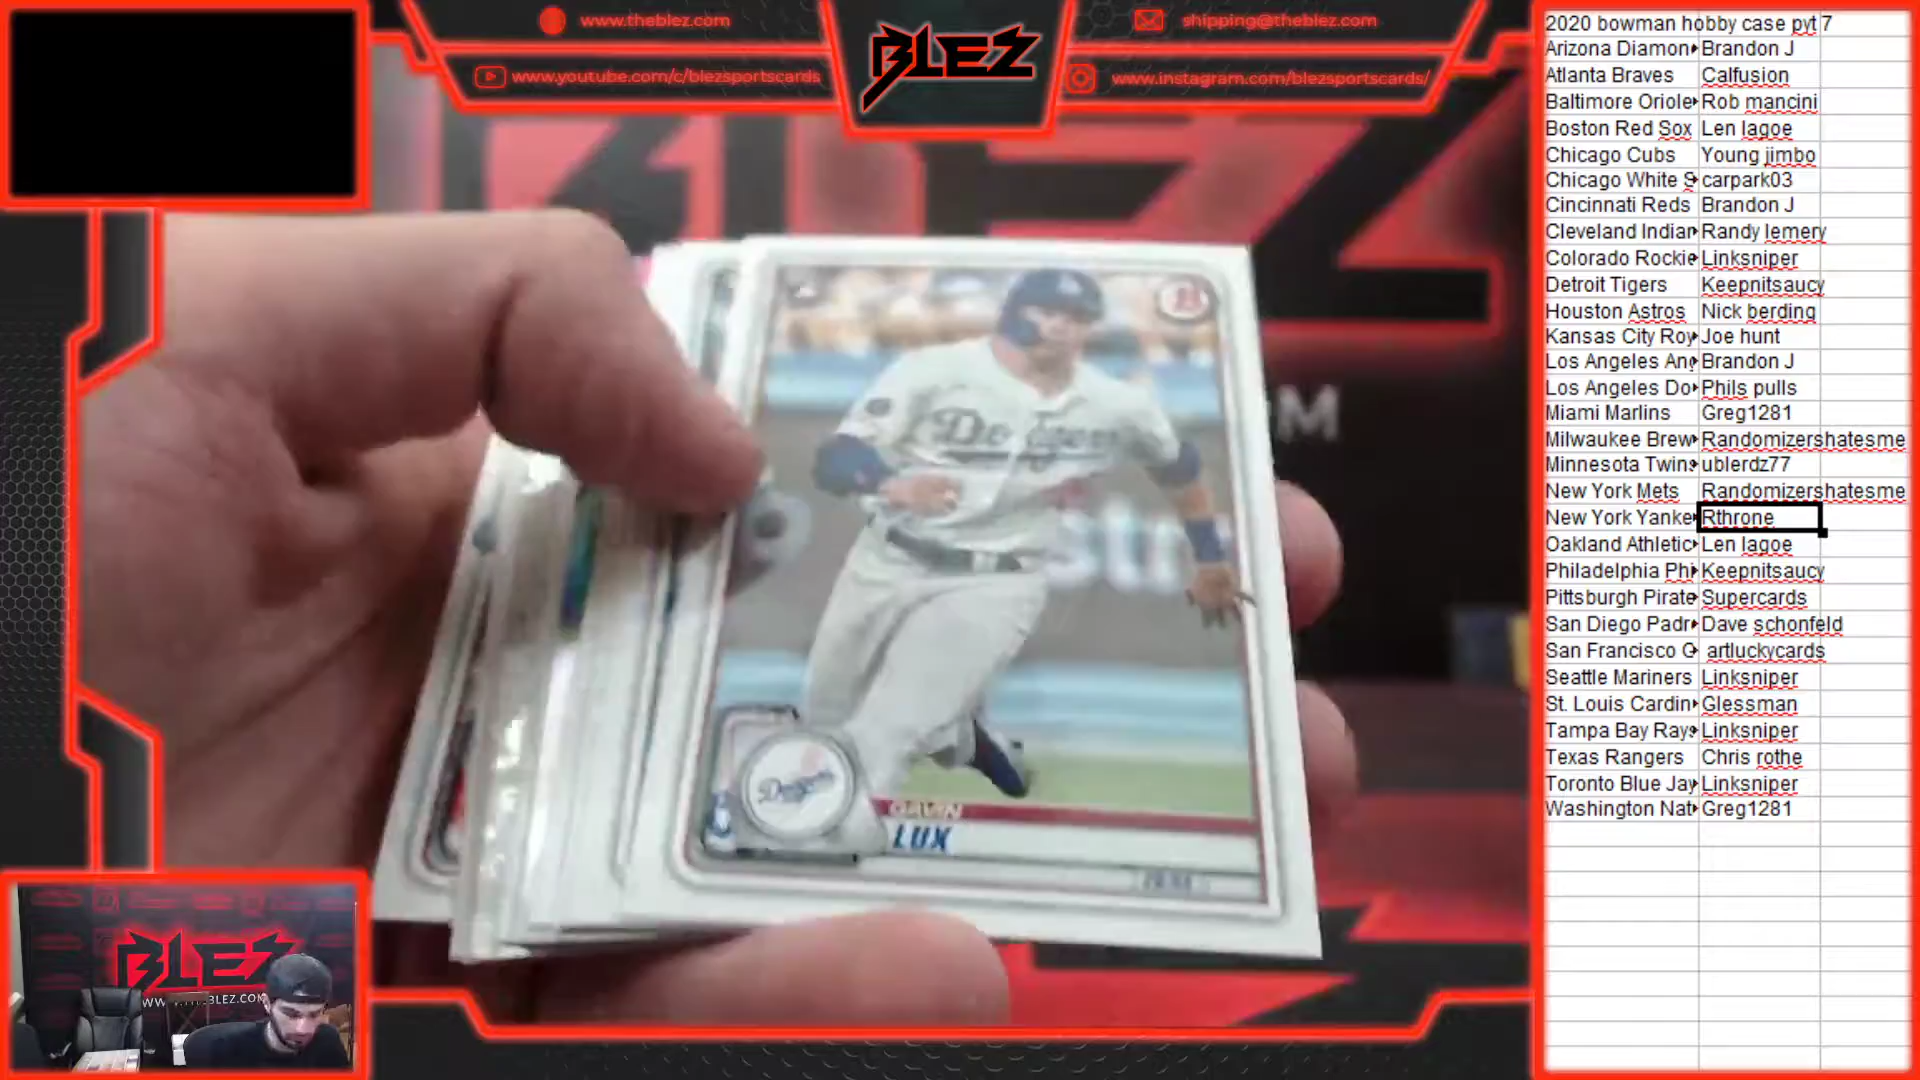 www.theblez.com
shipping@theblez.com
BLEZ
www.youtube.com/c/blezsportscards
www.instagram.com/blezsportscards/
Dodgers
Dodgers
GAVIN
LUX
BLEZ
2020 bowman hobby case pyt 7
Arizona Diamon Brandon J
Atlanta Braves Calfusion
Baltimore Oriole Rob mancini
Boston Red Sox Len lagoe
Chicago Cubs Young jimbo
Chicago White S carpark03
Cincinnati Reds Brandon J
Cleveland Indian Randy lemery
Colorado Rockie Linksniper
Detroit Tigers Keepnitsaucy
Houston Astros Nick berding
Kansas City Roy Joe hunt
Los Angeles Ang Brandon J
Los Angeles Do Phils pulls
Miami Marlins Greg1281
Milwaukee Brew Randomizershatesme
Minnesota Twins ublerdz77
New York Mets Randomizershatesme
New York Yanke Rthrone
Oakland Athletic Len lagoe
Philadelphia Phi Keepnitsaucy
Pittsburgh Pirate Supercards
San Diego Padr Dave schonfeld
San Francisco G artluckycards
Seattle Mariners Linksniper
St. Louis Cardin Glessman
Tampa Bay Rays Linksniper
Texas Rangers Chris rothe
Toronto Blue Jay Linksniper
Washington Nat Greg1281